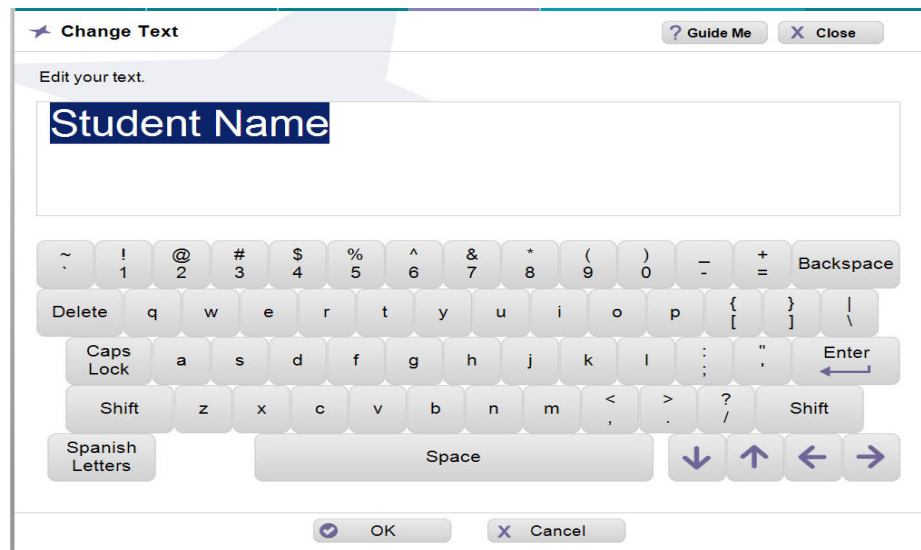 Change Text
? Guide Me
X Close
Edit your text.
Student Name
~ ! @ # $ % ^ & * ( ) _ +
` 1 2 3 4 5 6 7 8 9 0 - = Backspace
Delete q w e r t y u i o p { [ } ] | \
Caps Lock a s d f g h j k l : ; " ' Enter
Shift z x c v b n m < , > . ? / Shift
Spanish Letters Space
OK
X Cancel